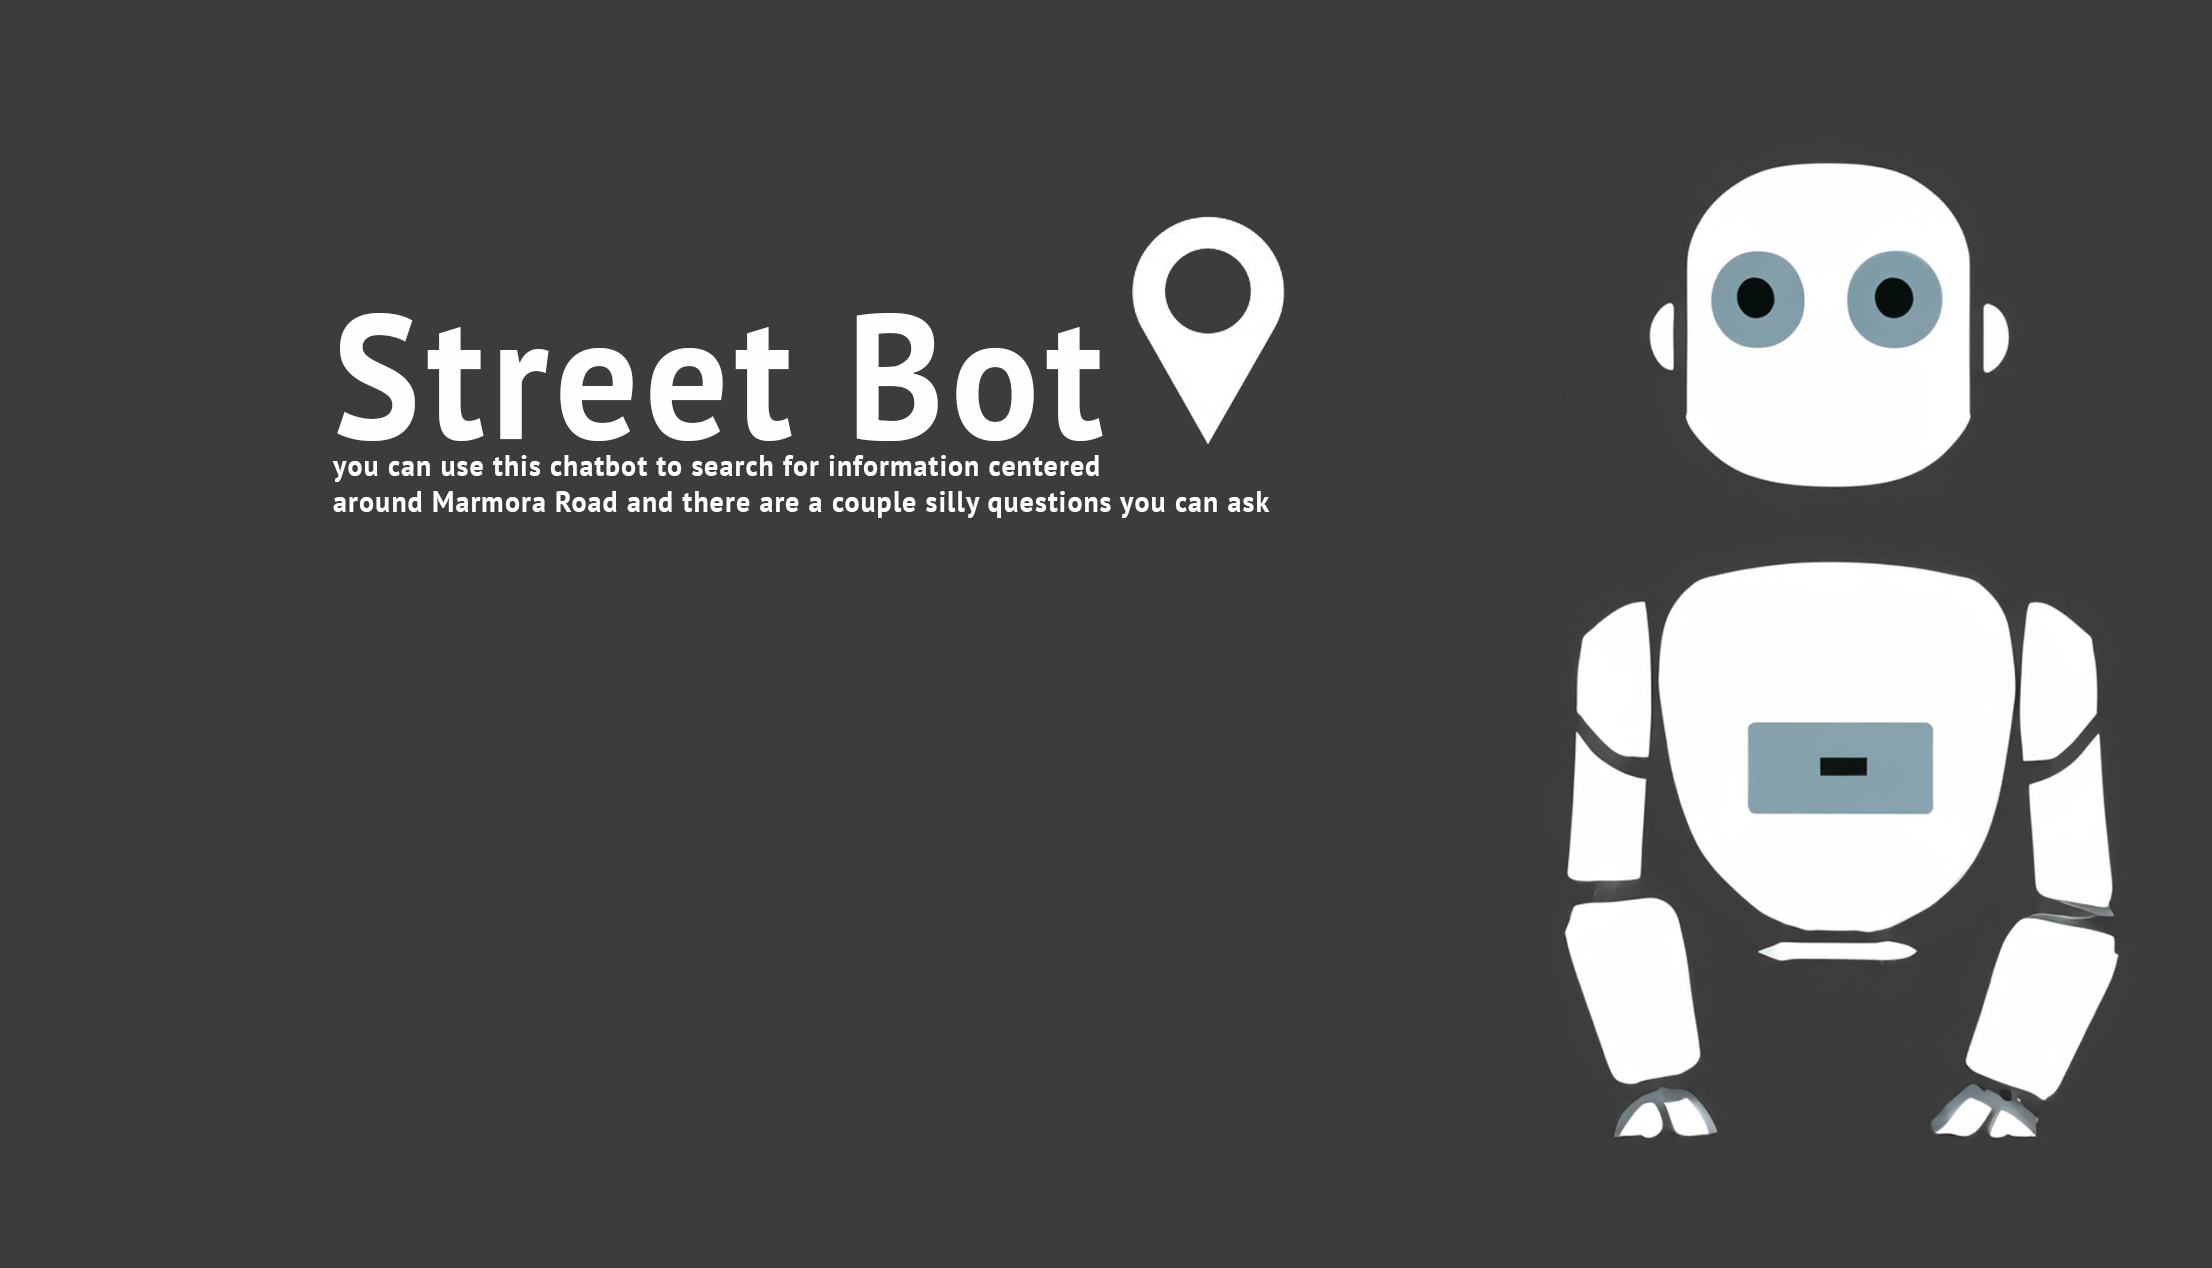 Street Bot
you can use this chatbot to search for information centered
around Marmora Road and there are a couple silly questions you can ask